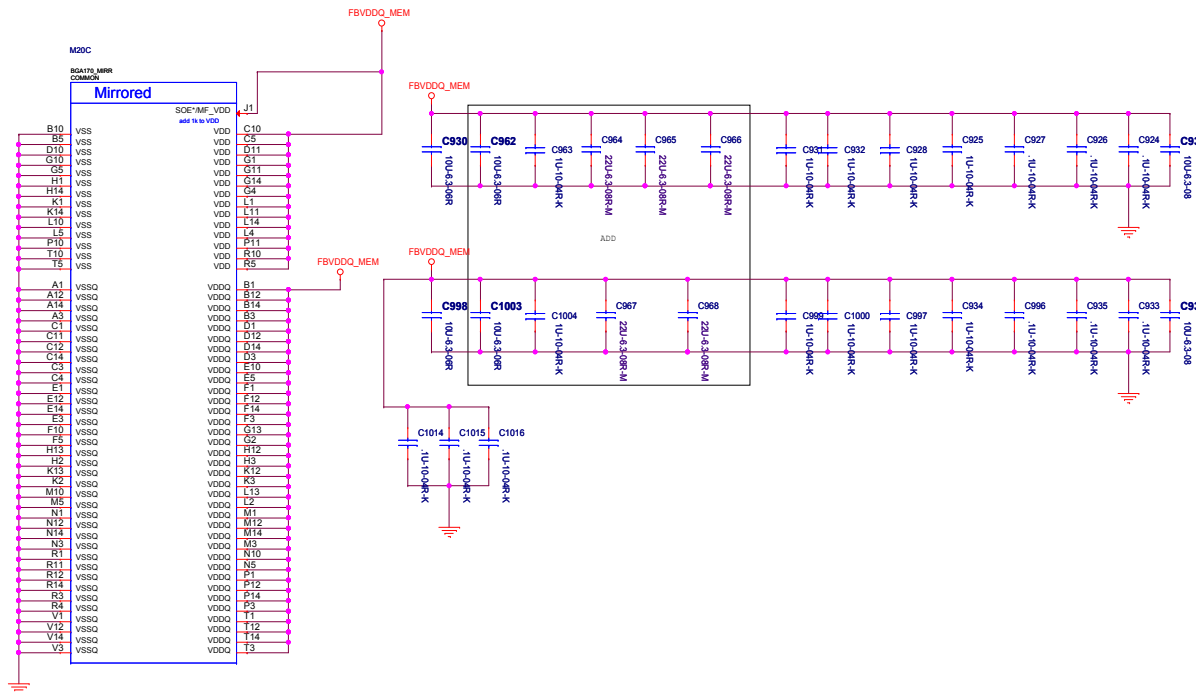 FBVDDQ_MEM
M20C
BGA170_MIRR
COMMON
Mirrored
SOE*/MF_VDD J1
add 1k to VDD
B10 VSS VDD C10
B5 VSS VDD C5
D10 VSS VDD D11
G10 VSS VDD G1
G5 VSS VDD G11
H1 VSS VDD G14
H14 VSS VDD G4
K1 VSS VDD L1
K14 VSS VDD L11
L10 VSS VDD L14
L5 VSS VDD L4
P10 VSS VDD P11
T10 VSS VDD R10
T5 VSS VDD R5
FBVDDQ_MEM
A1 VSSQ VDDQ B1
A12 VSSQ VDDQ B12
A14 VSSQ VDDQ B14
A3 VSSQ VDDQ B3
C1 VSSQ VDDQ D1
C11 VSSQ VDDQ D12
C12 VSSQ VDDQ D14
C14 VSSQ VDDQ D3
C3 VSSQ VDDQ E10
C4 VSSQ VDDQ E5
E1 VSSQ VDDQ F1
E12 VSSQ VDDQ F12
E14 VSSQ VDDQ F14
E3 VSSQ VDDQ F3
F10 VSSQ VDDQ G13
F5 VSSQ VDDQ G2
H13 VSSQ VDDQ H12
H2 VSSQ VDDQ H3
K13 VSSQ VDDQ K12
K2 VSSQ VDDQ K3
M10 VSSQ VDDQ L13
M5 VSSQ VDDQ L2
N1 VSSQ VDDQ M1
N12 VSSQ VDDQ M12
N14 VSSQ VDDQ M14
N3 VSSQ VDDQ M3
R1 VSSQ VDDQ N10
R11 VSSQ VDDQ N5
R12 VSSQ VDDQ P1
R14 VSSQ VDDQ P12
R3 VSSQ VDDQ P14
R4 VSSQ VDDQ P3
V1 VSSQ VDDQ T1
V12 VSSQ VDDQ T12
V14 VSSQ VDDQ T14
V3 VSSQ VDDQ T3
FBVDDQ_MEM
C930
10U-6.3-06R
C962
10U-6.3-06R
C963
1U-10-04R-K
C964
22U-6.3-08R-M
C965
22U-6.3-08R-M
C966
22U-6.3-08R-M
C931
1U-10-04R-K
C932
1U-10-04R-K
C928
1U-10-04R-K
C925
1U-10-04R-K
C927
.1U-10-04R-K
C926
.1U-10-04R-K
C924
.1U-10-04R-K
10U-6.3-08
ADD
FBVDDQ_MEM
C998
10U-6.3-06R
C1003
10U-6.3-06R
C1004
1U-10-04R-K
C967
22U-6.3-08R-M
C968
22U-6.3-08R-M
C999
1U-10-04R-K
C1000
1U-10-04R-K
C997
1U-10-04R-K
C934
1U-10-04R-K
C996
.1U-10-04R-K
C935
.1U-10-04R-K
C933
.1U-10-04R-K
10U-6.3-08
C1014
.1U-10-04R-K
C1015
.1U-10-04R-K
C1016
.1U-10-04R-K